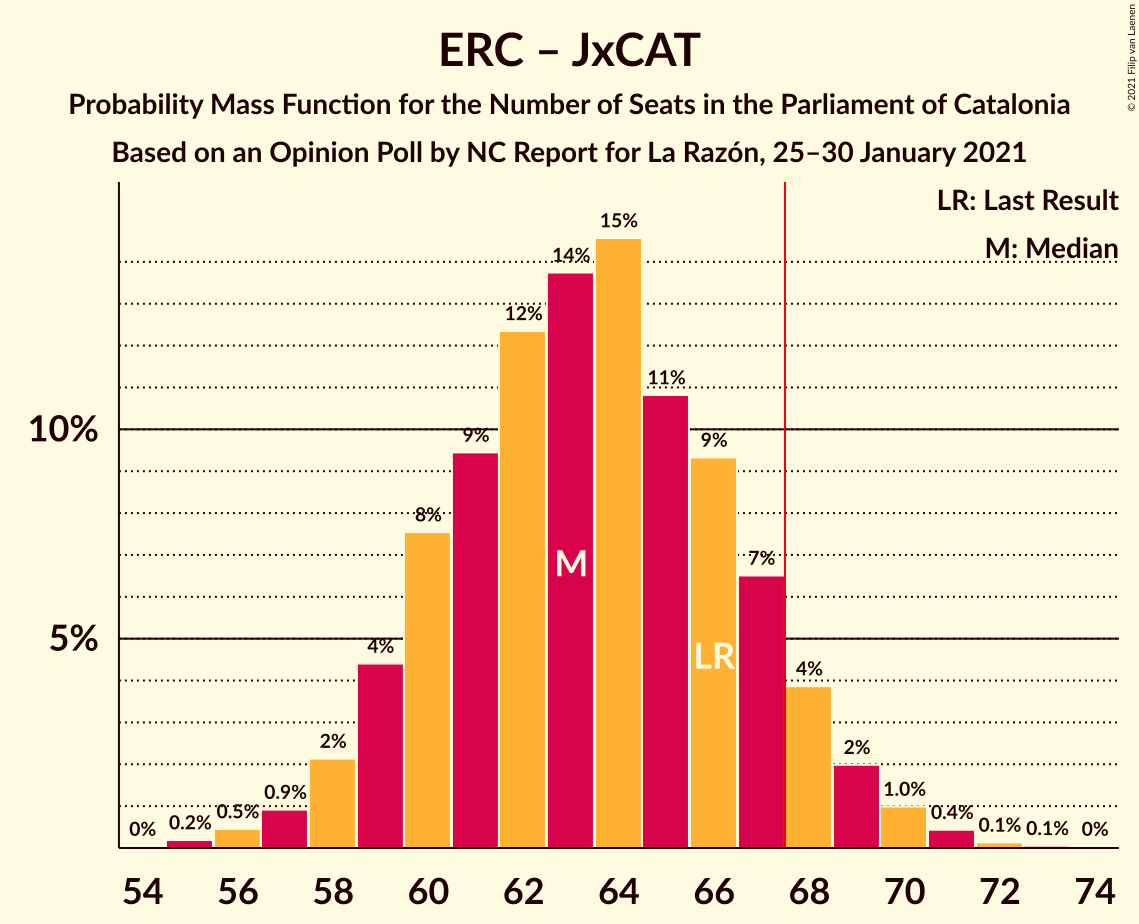 ERC – JxCAT
Probability Mass Function for the Number of Seats in the Parliament of Catalonia
Based on an Opinion Poll by NC Report for La Razón, 25–30 January 2021
© 2021 Filip van Laenen
LR: Last Result
M: Median
15%
14%
12%
11%
10%
9%
9%
8%
7%
M
LR
5%
4%
4%
2%
2%
0.9%
1.0%
0% 0.2% 0.5% 0.4% 0.1% 0.1% 0%
54 56 58 60 62 64 66 68 70 72 74